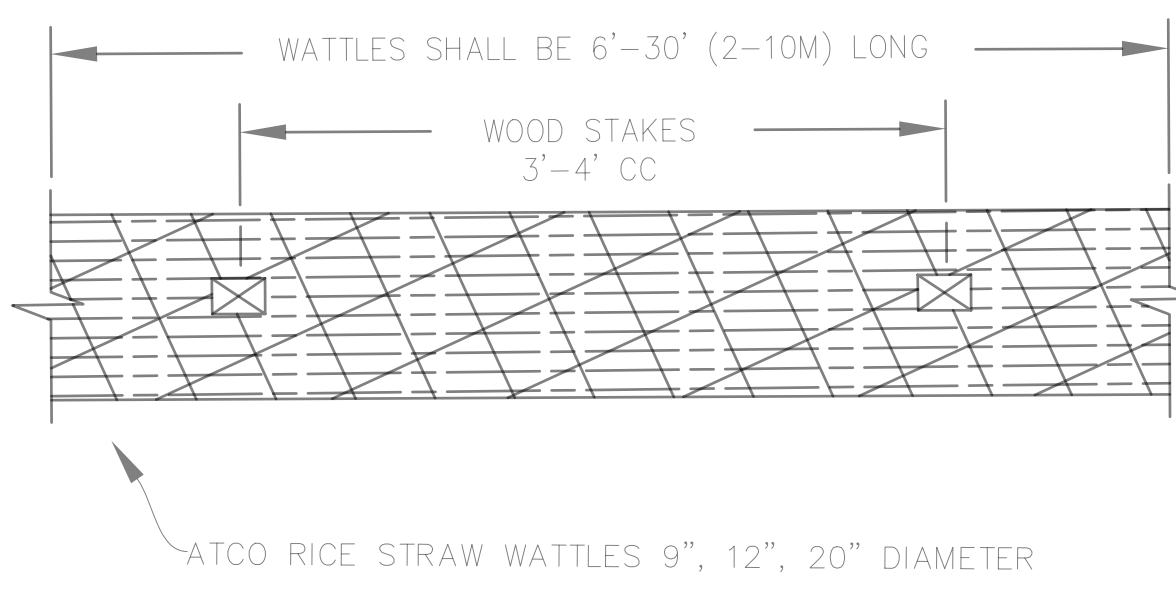 WATTLES SHALL BE 6'-30' (2-10M) LONG
WOOD STAKES
3'-4' CC
ATCO RICE STRAW WATTLES 9", 12", 20" DIAMETER